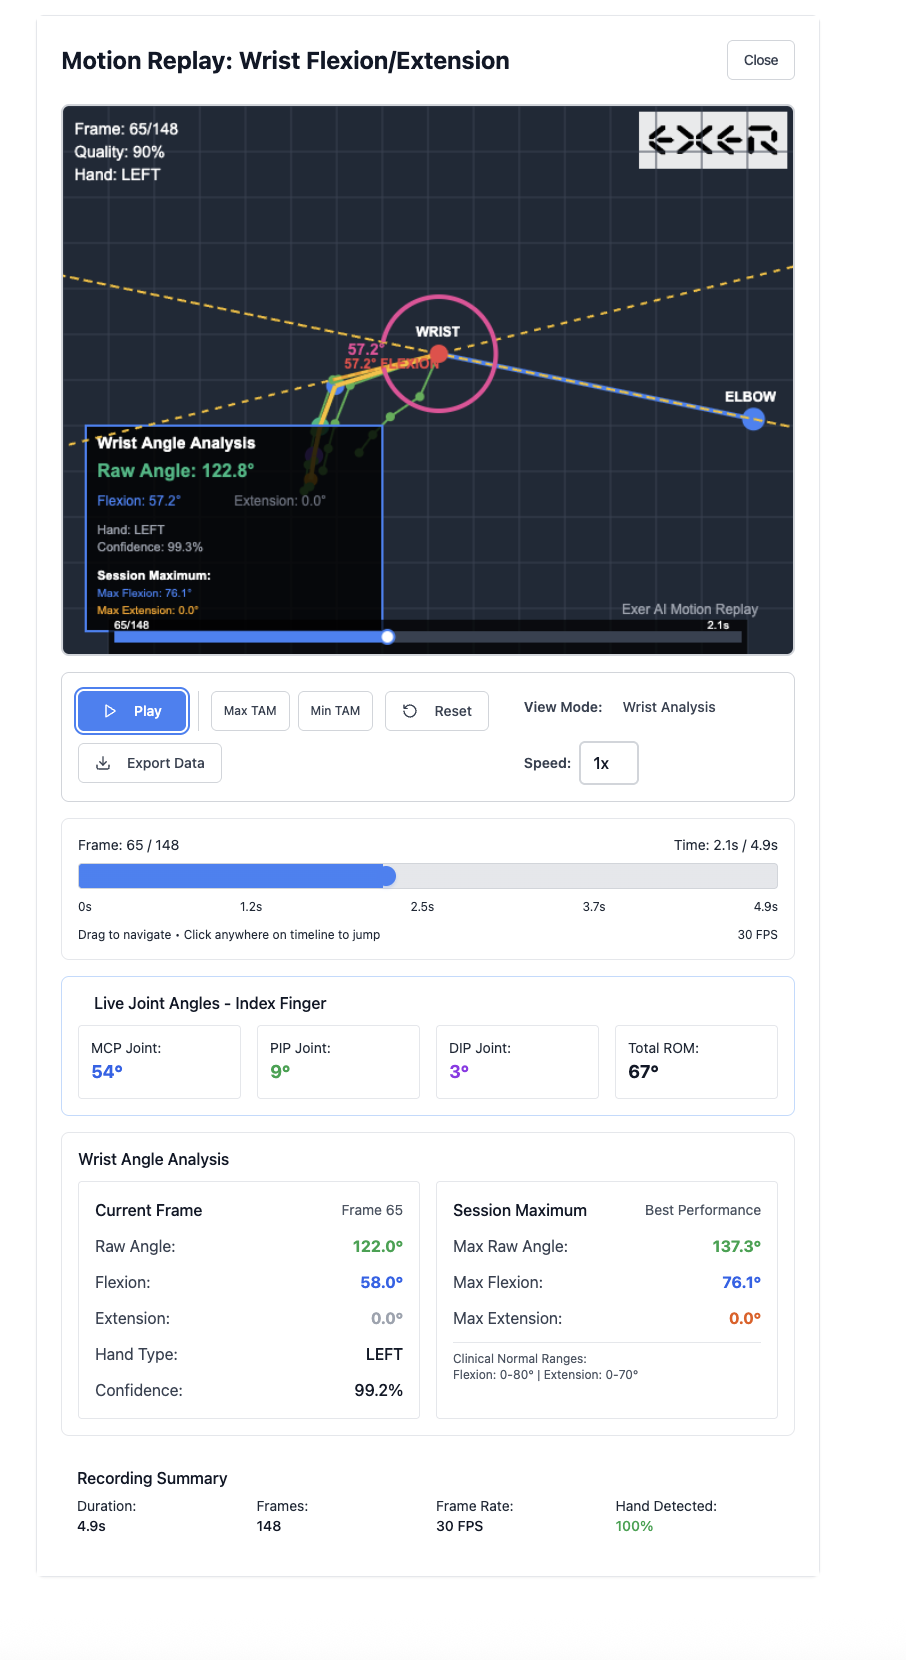 Motion Replay: Wrist Flexion/Extension
Close
Frame: 65/148
Quality: 90%
Hand: LEFT
EXER
WRIST
57.2°
57.2° FLEXION
ELBOW
Wrist Angle Analysis
Raw Angle: 122.8°
Flexion: 57.2° Extension: 0.0°
Hand: LEFT
Confidence: 99.3%
Session Maximum:
Max Flexion: 76.1°
Max Extension: 0.0°
Exer AI Motion Replay
65/148 2.1s
Play Max TAM Min TAM Reset View Mode: Wrist Analysis
Export Data Speed: 1x
Frame: 65 / 148 Time: 2.1s / 4.9s
0s 1.2s 2.5s 3.7s 4.9s
Drag to navigate • Click anywhere on timeline to jump 30 FPS
Live Joint Angles - Index Finger
MCP Joint: PIP Joint: DIP Joint: Total ROM:
54° 9° 3° 67°
Wrist Angle Analysis
Current Frame Frame 65
Raw Angle: 122.0°
Flexion: 58.0°
Extension: 0.0°
Hand Type: LEFT
Confidence: 99.2%
Session Maximum Best Performance
Max Raw Angle: 137.3°
Max Flexion: 76.1°
Max Extension: 0.0°
Clinical Normal Ranges:
Flexion: 0-80° | Extension: 0-70°
Recording Summary
Duration: Frames: Frame Rate: Hand Detected:
4.9s 148 30 FPS 100%